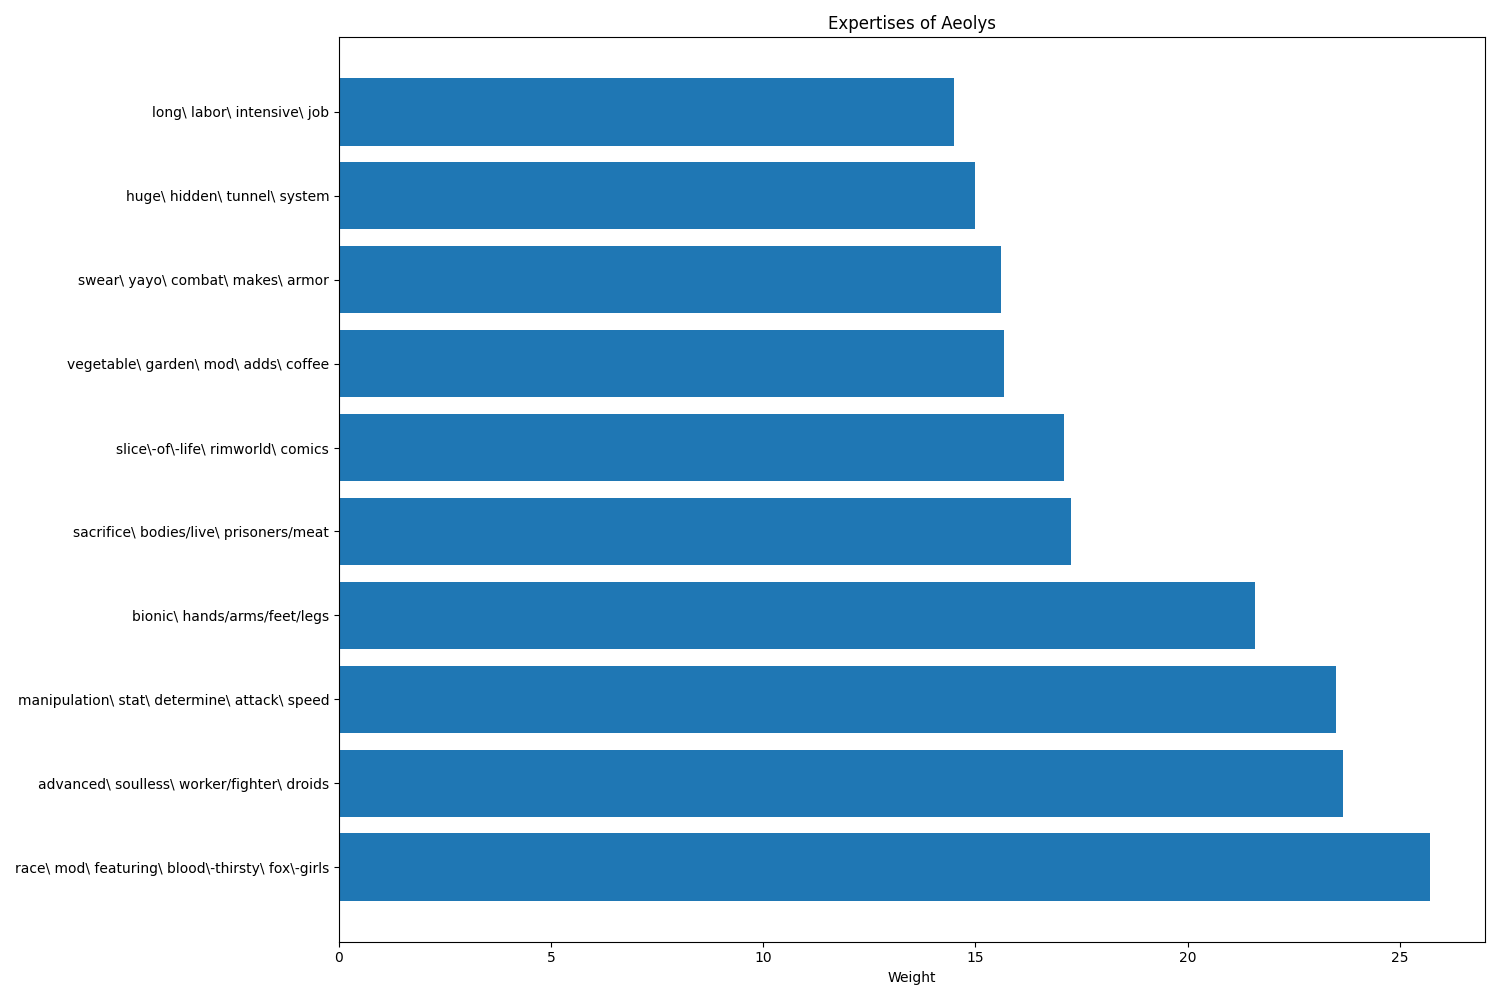 Expertises of Aeolys
long\ labor\ intensive\ job
huge\ hidden\ tunnel\ system
swear\ yayo\ combat\ makes\ armor
vegetable\ garden\ mod\ adds\ coffee
slice\-of\-life\ rimworld\ comics
sacrifice\ bodies/live\ prisoners/meat
bionic\ hands/arms/feet/legs
manipulation\ stat\ determine\ attack\ speed
advanced\ soulless\ worker/fighter\ droids
race\ mod\ featuring\ blood\-thirsty\ fox\-girls
0 5 10 15 20 25
Weight